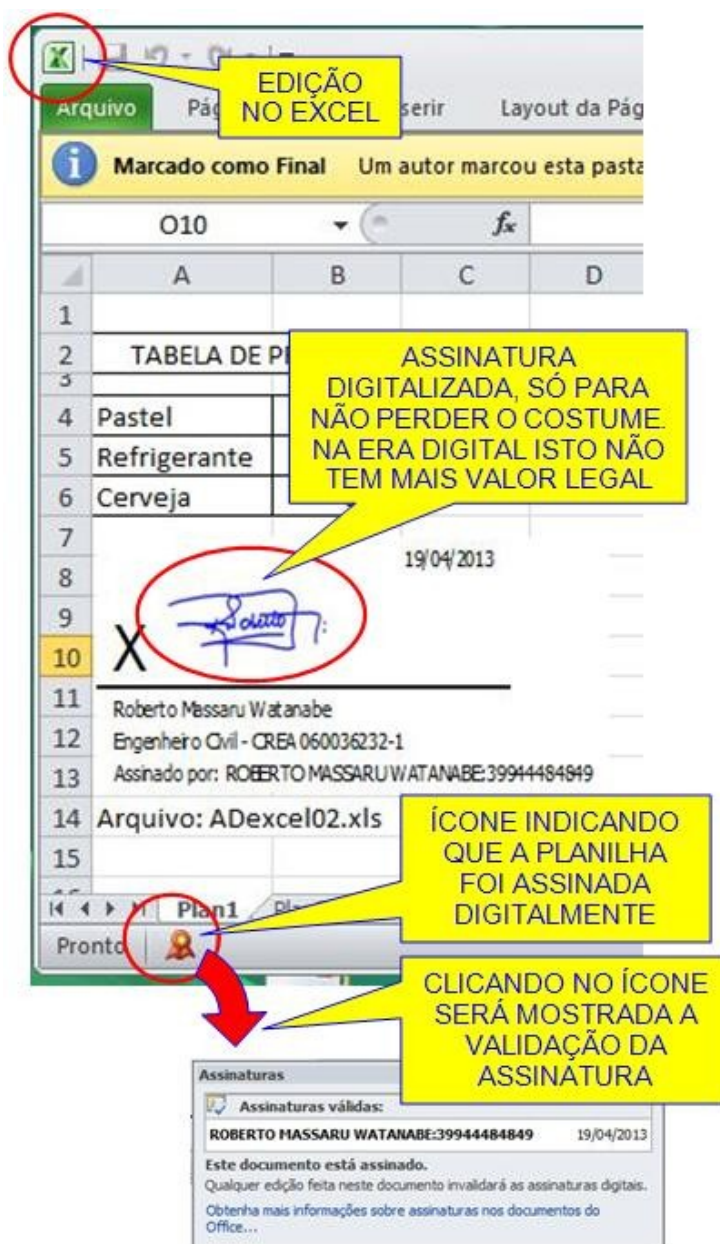 EDIÇÃO
NO EXCEL
Arquivo Pág serir Layout da Pág
Marcado como Final Um autor marcou esta pasta
O10 fx
A B C D
1
2 TABELA DE P
3
ASSINATURA
DIGITALIZADA, SÓ PARA
NÃO PERDER O COSTUME.
NA ERA DIGITAL ISTO NÃO
TEM MAIS VALOR LEGAL
4 Pastel
5 Refrigerante
6 Cerveja
7
19/04/2013
8
9
10 X
11 Roberto Massaru Watanabe
12 Engenheiro Civil - CREA 060036232-1
13 Assinado por: ROBERTO MASSARU WATANABE:39944484849
14 Arquivo: ADexcel02.xls
15
ÍCONE INDICANDO
QUE A PLANILHA
FOI ASSINADA
DIGITALMENTE
Plan1
Pronto
CLICANDO NO ÍCONE
SERÁ MOSTRADA A
VALIDAÇÃO DA
ASSINATURA
Assinaturas
Assinaturas válidas:
ROBERTO MASSARU WATANABE:39944484849 19/04/2013
Este documento está assinado.
Qualquer edição feita neste documento invalidará as assinaturas digitais.
Obtenha mais informações sobre assinaturas nos documentos do
Office...